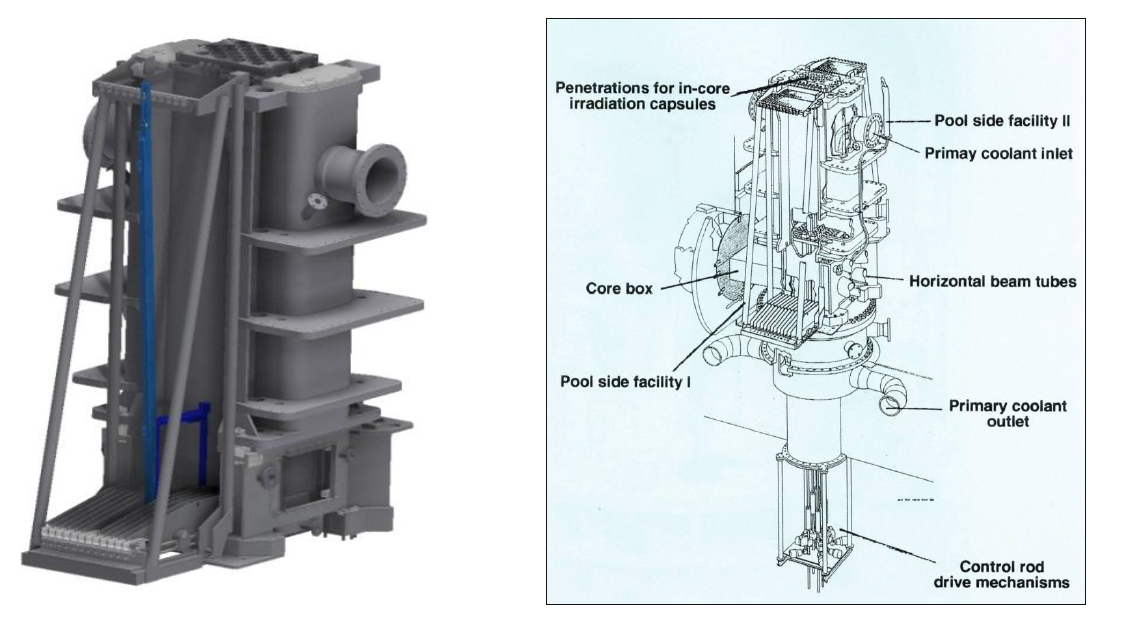 Penetrations for in-core
irradiation capsules
Pool side facility II
Primay coolant inlet
Core box
Horizontal beam tubes
Pool side facility I
Primary coolant
outlet
Control rod
drive mechanisms